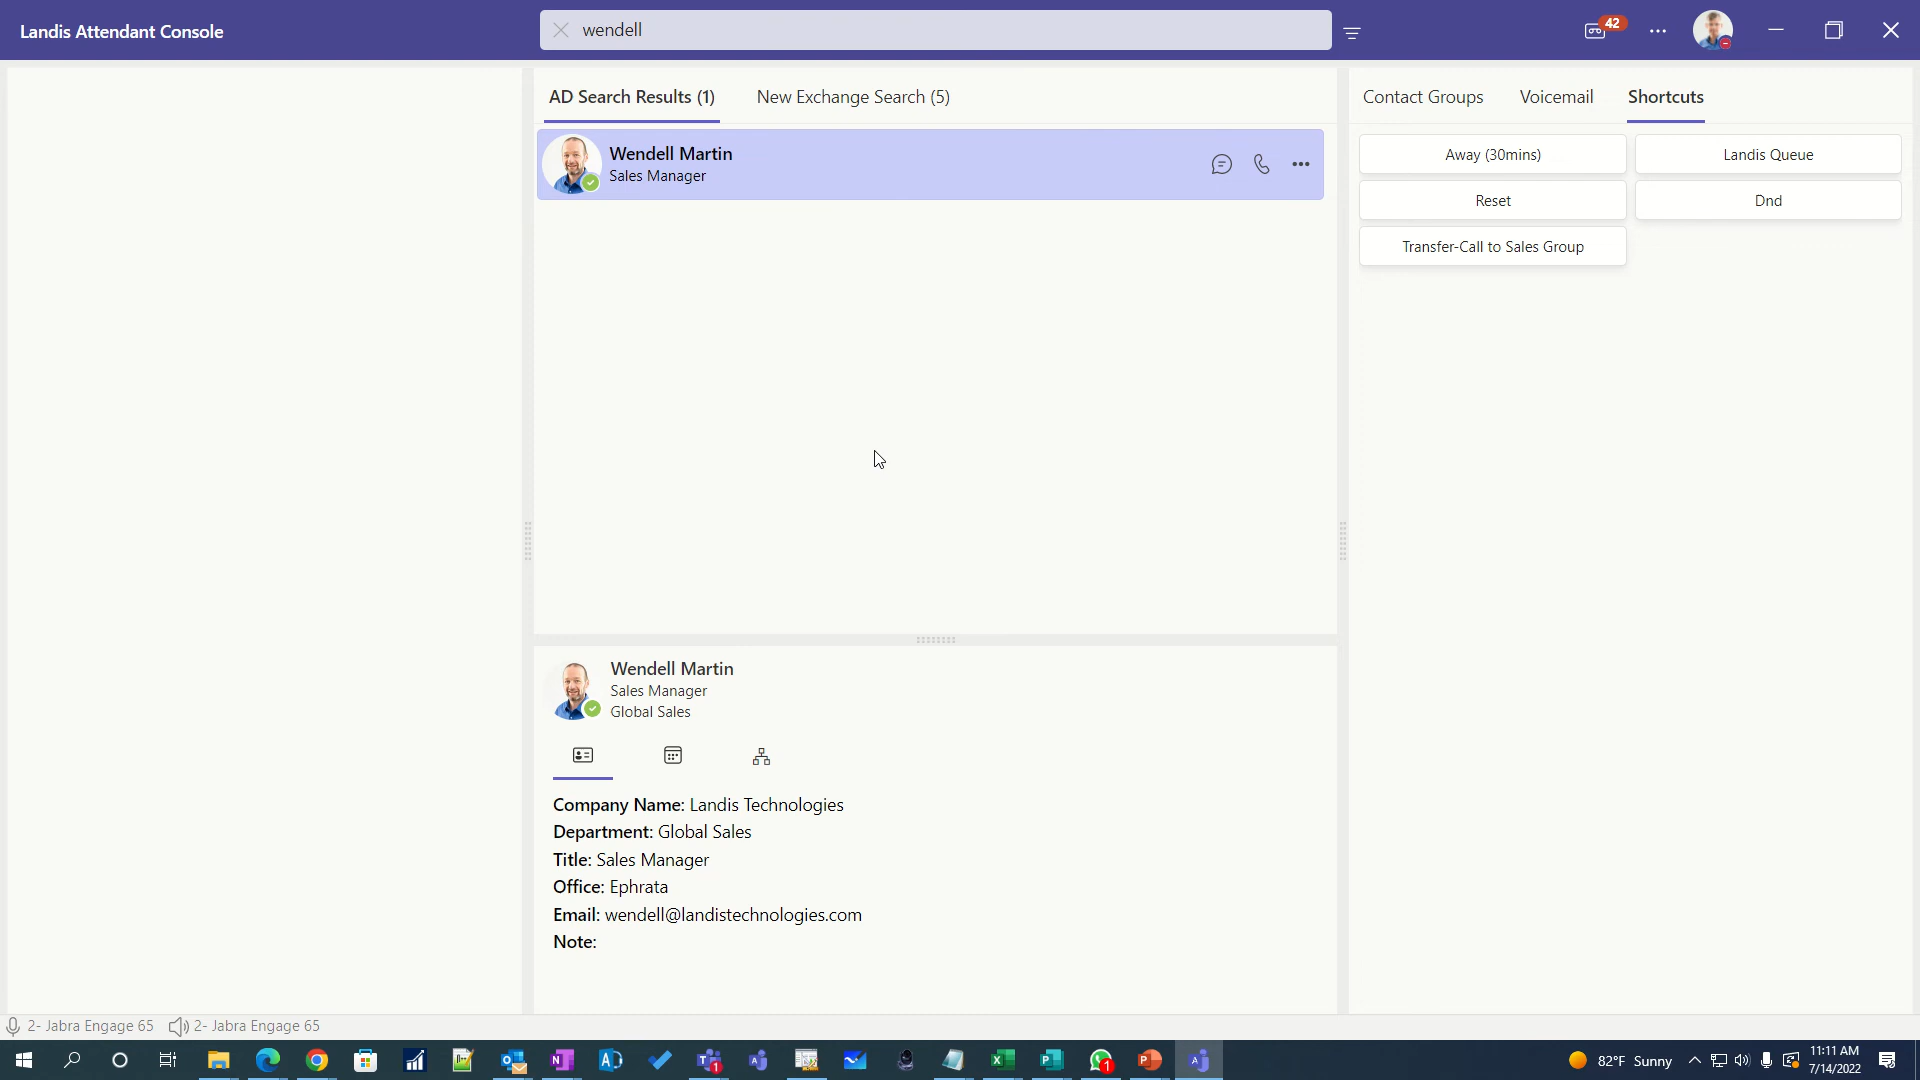 Landis Attendant Console
wendell
42
AD Search Results (1)
New Exchange Search (5)
Wendell Martin
Sales Manager
Contact Groups
Voicemail
Shortcuts
Away (30mins)
Landis Queue
Reset
Dnd
Transfer-Call to Sales Group
Wendell Martin
Sales Manager
Global Sales
Company Name: Landis Technologies
Department: Global Sales
Title: Sales Manager
Office: Ephrata
Email: wendell@landistechnologies.com
Note:
2- Jabra Engage 65
2- Jabra Engage 65
1
1
82°F Sunny
11:11 AM
7/14/2022